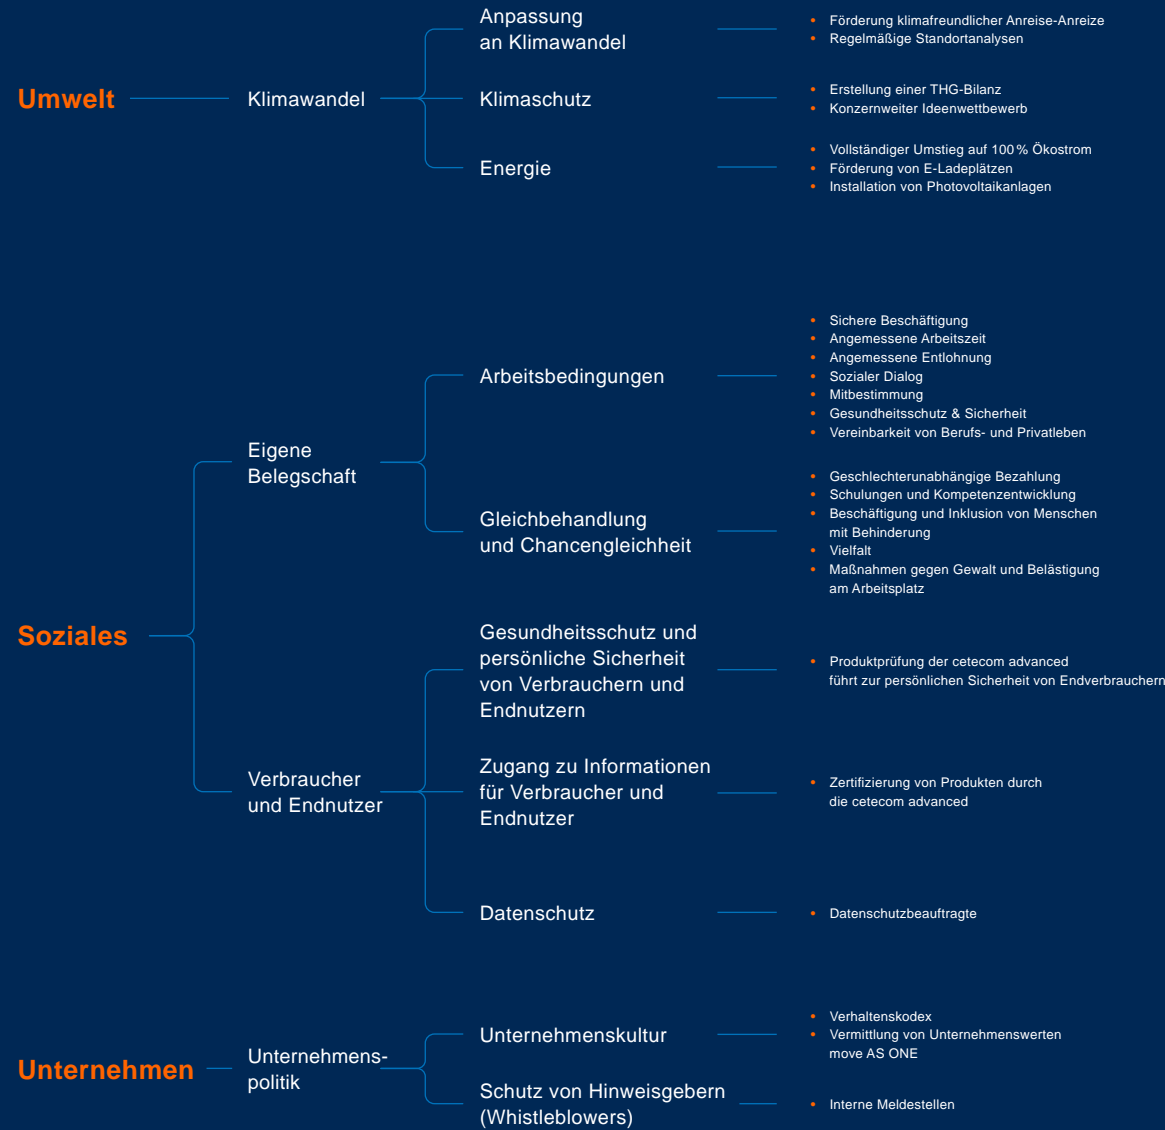 Umwelt
Klimawandel
Anpassung
an Klimawandel
• Förderung klimafreundlicher Anreise-Anreize
• Regelmäßige Standortanalysen
Klimaschutz
• Erstellung einer THG-Bilanz
• Konzernweiter Ideenwettbewerb
Energie
• Vollständiger Umstieg auf 100 % Ökostrom
• Förderung von E-Ladeplätzen
• Installation von Photovoltaikanlagen
Soziales
Eigene
Belegschaft
Arbeitsbedingungen
• Sichere Beschäftigung
• Angemessene Arbeitszeit
• Angemessene Entlohnung
• Sozialer Dialog
• Mitbestimmung
• Gesundheitsschutz & Sicherheit
• Vereinbarkeit von Berufs- und Privatleben
Gleichbehandlung
und Chancengleichheit
• Geschlechterunabhängige Bezahlung
• Schulungen und Kompetenzentwicklung
• Beschäftigung und Inklusion von Menschen
mit Behinderung
• Vielfalt
• Maßnahmen gegen Gewalt und Belästigung
am Arbeitsplatz
Verbraucher
und Endnutzer
Gesundheitsschutz und
persönliche Sicherheit
von Verbrauchern und
Endnutzern
• Produktprüfung der cetecom advanced
führt zur persönlichen Sicherheit von Endverbrauchern
Zugang zu Informationen
für Verbraucher und
Endnutzer
• Zertifizierung von Produkten durch
die cetecom advanced
Datenschutz
• Datenschutzbeauftragte
Unternehmen
Unternehmens-
politik
Unternehmenskultur
• Verhaltenskodex
• Vermittlung von Unternehmenswerten
move AS ONE
Schutz von Hinweisgebern
(Whistleblowers)
• Interne Meldestellen